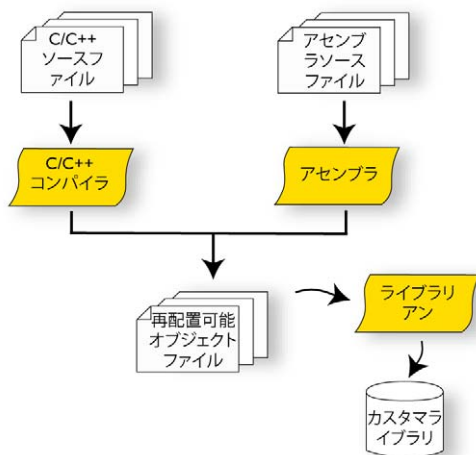 C/C++
ソースフ
ァイル
アセンブ
ラソース
ファイル
C/C++
コンパイラ
アセンブラ
再配置可能
オブジェクト
ファイル
ライブラリ
アン
カスタマラ
イブラリ